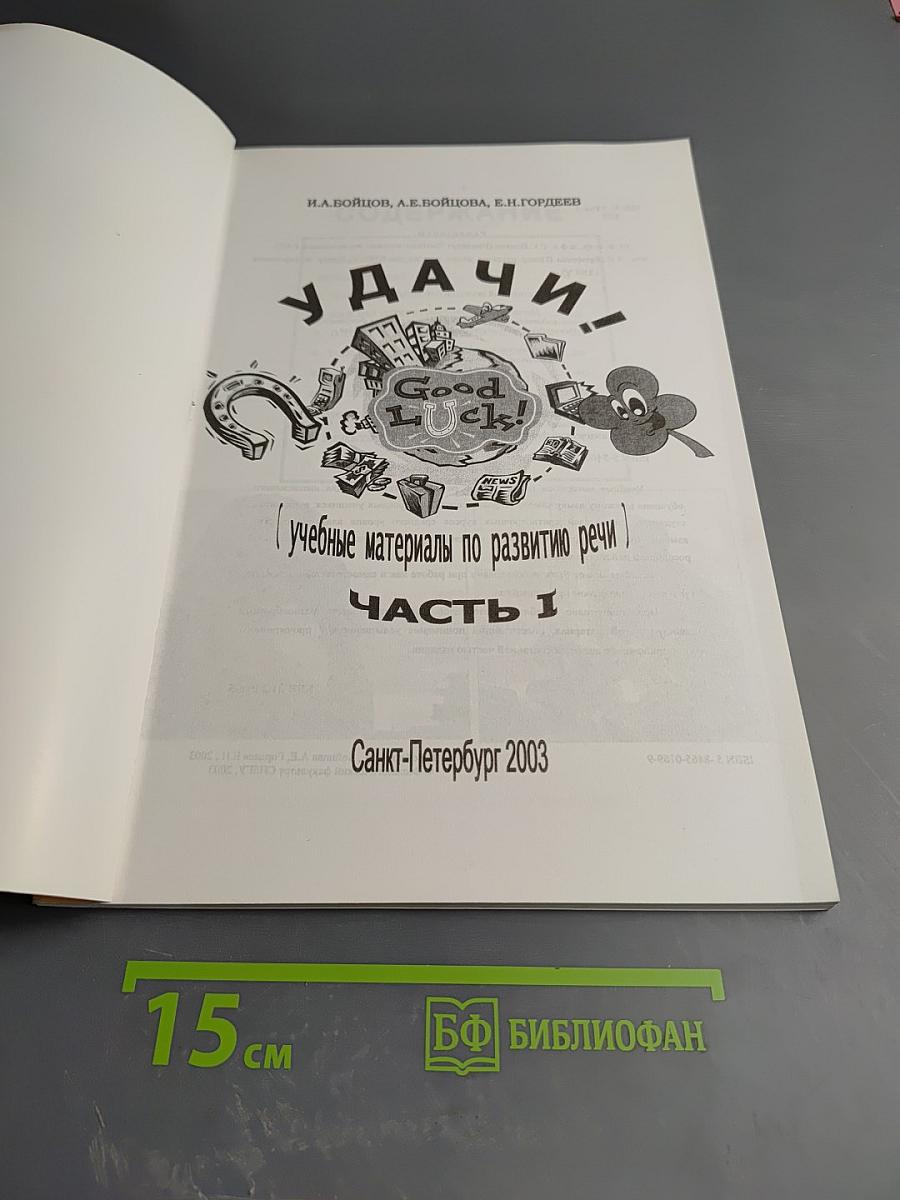 И.А.БОЙЦОВ, А.Е.БОЙЦОВА, Е.Н.ГОРДЕЕВ
УДАЧИ!
Good
Luck!
NEWS
(учебные материалы по развитию речи)
ЧАСТЬ I
Санкт-Петербург 2003
15 см
БФ БИБЛИОФАН